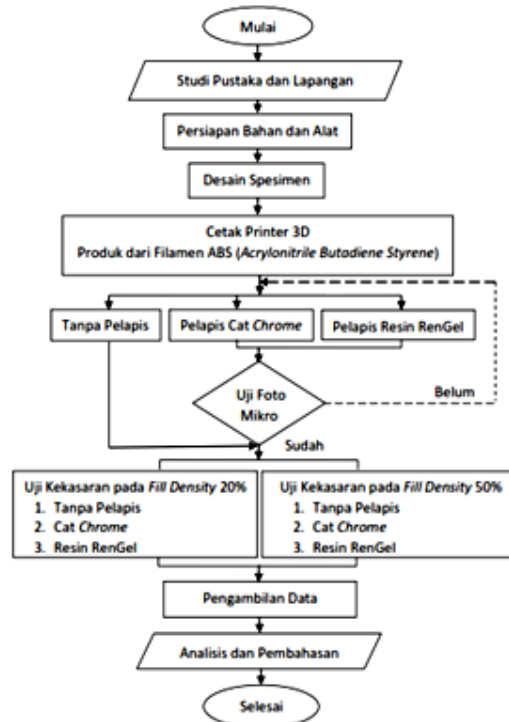 Mulai
Studi Pustaka dan Lapangan
Persiapan Bahan dan Alat
Desain Spesimen
Cetak Printer 3D
Produk dari Filamen ABS (Acrylonitrile Butadiene Styrene)
Tanpa Pelapis
Pelapis Cat Chrome
Pelapis Resin RenGel
Uji Foto
Mikro
Belum
Sudah
Uji Kekasaran pada Fill Density 20%
1. Tanpa Pelapis
2. Cat Chrome
3. Resin RenGel
Uji Kekasaran pada Fill Density 50%
1. Tanpa Pelapis
2. Cat Chrome
3. Resin RenGel
Pengambilan Data
Analisis dan Pembahasan
Selesai